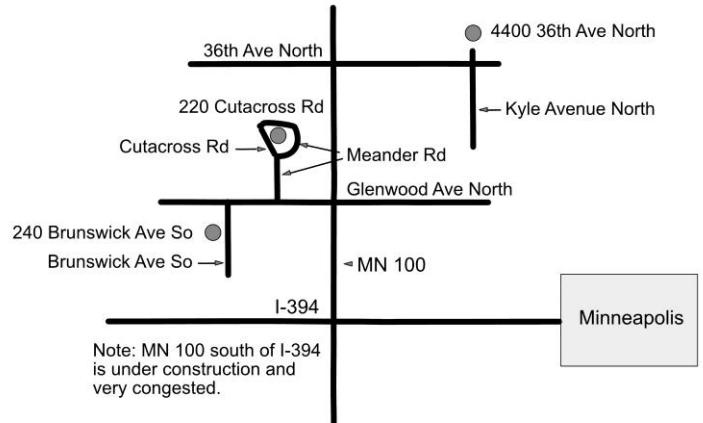 4400 36th Ave North
36th Ave North
220 Cutacross Rd
Kyle Avenue North
Cutacross Rd
Meander Rd
Glenwood Ave North
240 Brunswick Ave So
Brunswick Ave So
MN 100
I-394
Minneapolis
Note: MN 100 south of I-394
is under construction and
very congested.